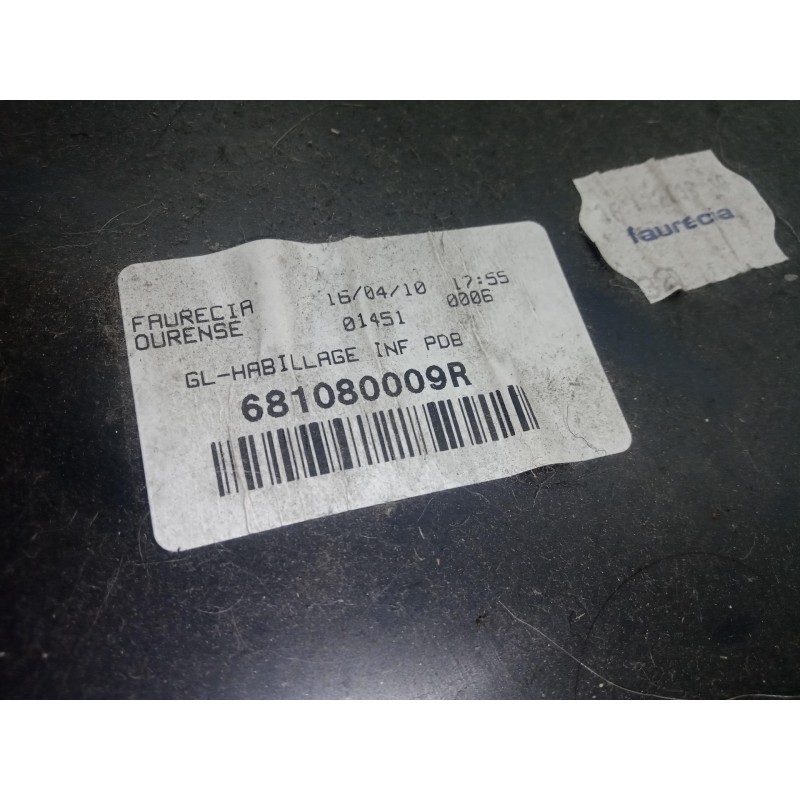 FAURECIA 16/04/10 17:55
OURENSE 01451 0006
GL-HABILLAGE INF PDB
681080009R
faurecia